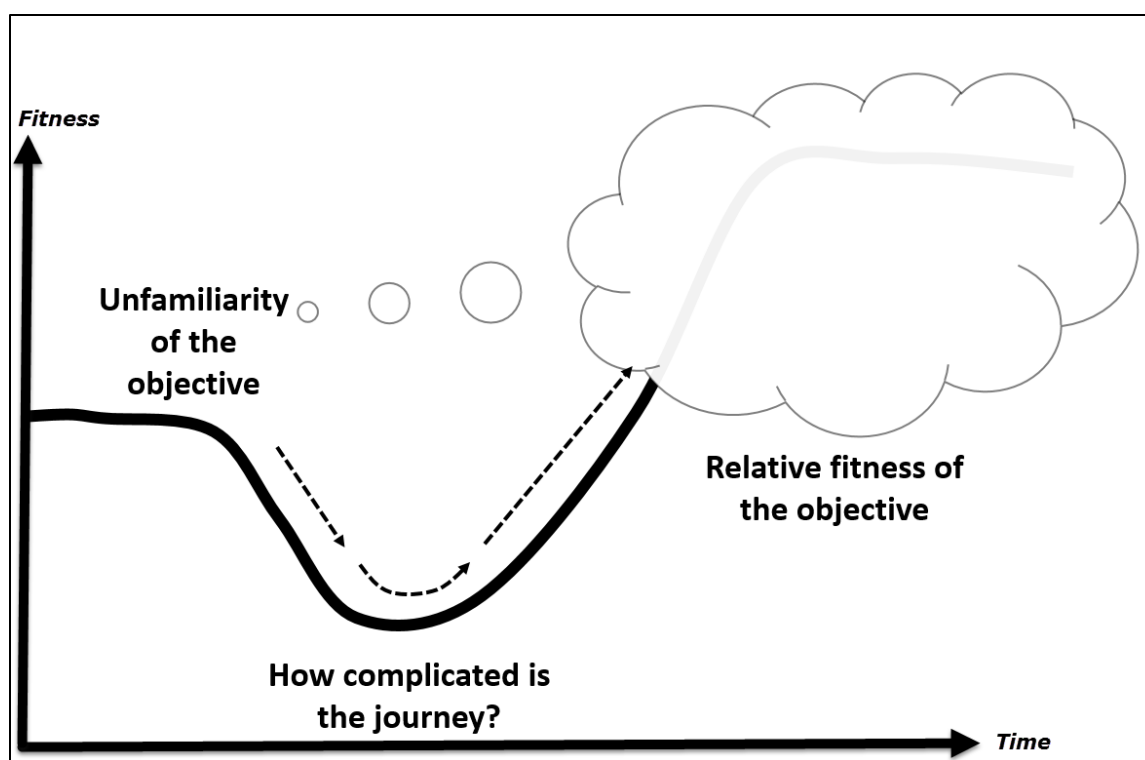 Fitness
Unfamiliarity
of the
objective
Relative fitness of
the objective
How complicated is
the journey?
Time